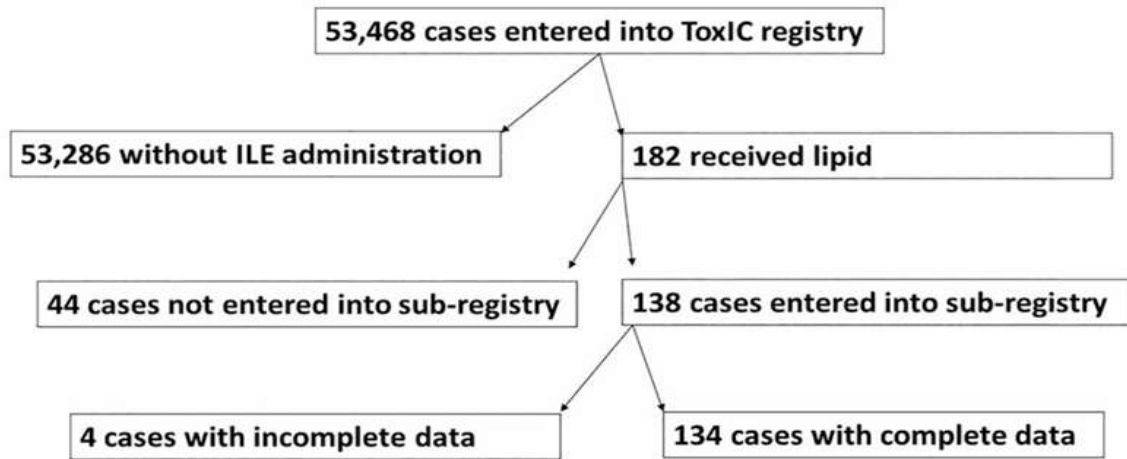 53,468 cases entered into ToxIC registry
53,286 without ILE administration
182 received lipid
44 cases not entered into sub-registry
138 cases entered into sub-registry
4 cases with incomplete data
134 cases with complete data